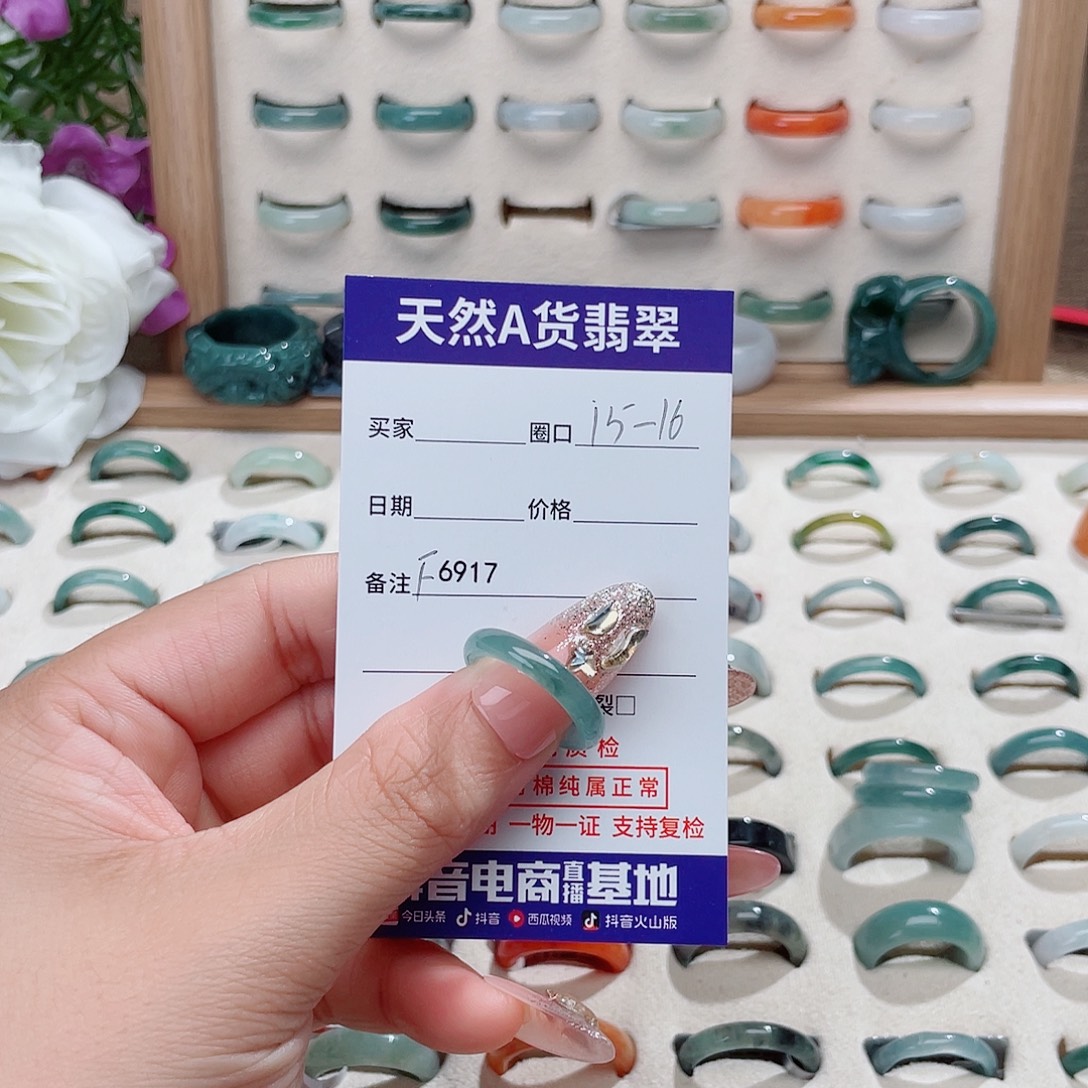 天然A货翡翠
买家 圈口 15-16
日期 价格
备注 F6917
裂□
质检
棉纯属正常
一物一证 支持复检
音电商直播基地
今日头条 抖音 西瓜视频 抖音火山版